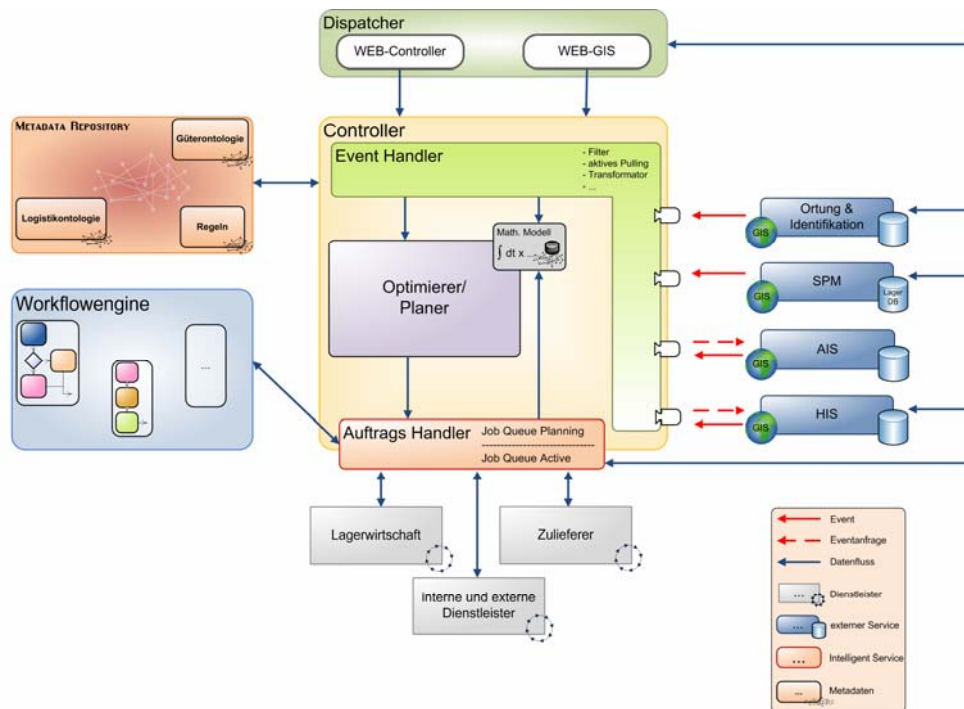 Dispatcher
WEB-Controller
WEB-GIS
METADATA REPOSITORY
Güterontologie
Logistikontologie
Regeln
Controller
Event Handler
- Filter
- aktives Pulling
- Transformator
- ...
Math. Modell
∫ dt x ...
Optimierer/
Planer
Ortung &
Identifikation
GIS
SPM
GIS
Lager
DB
AIS
GIS
HIS
GIS
Workflowengine
...
Auftrags Handler
Job Queue Planning
Job Queue Active
Lagerwirtschaft
Zulieferer
interne und externe
Dienstleister
Event
Eventanfrage
Datenfluss
...
Dienstleister
...
externer Service
...
Intelligent Service
...
Metadaten